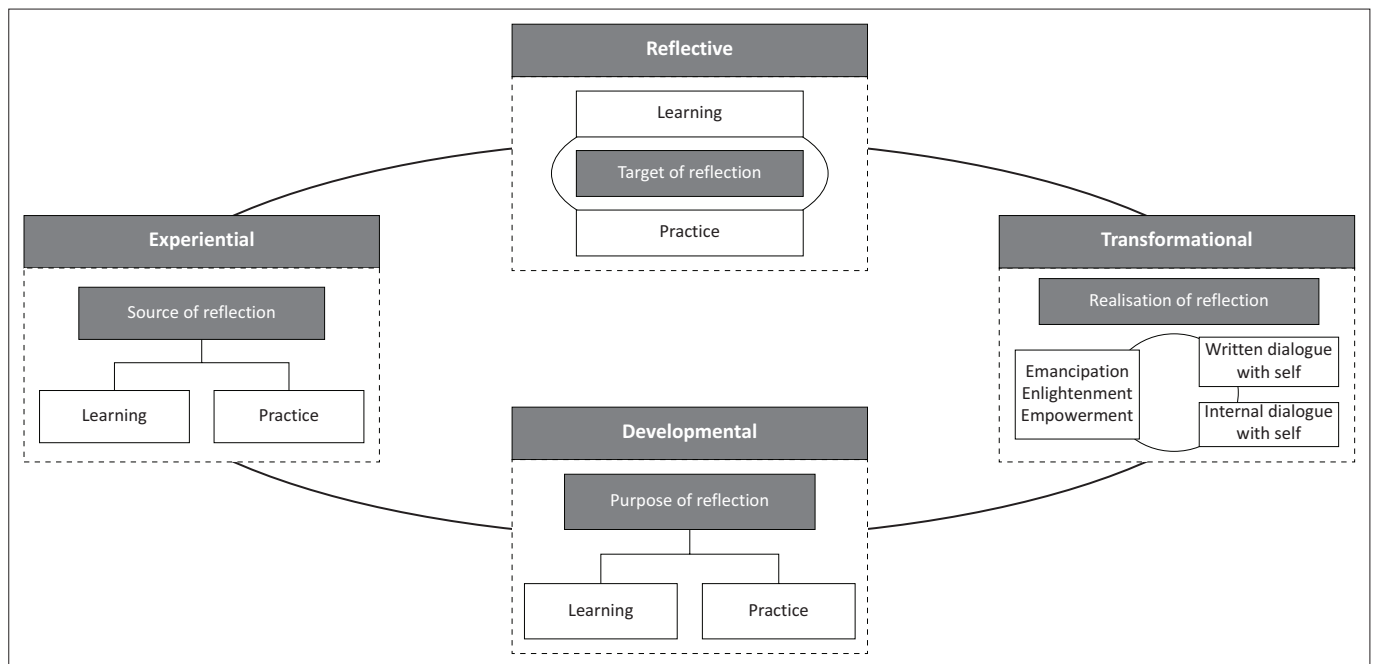 Reflective
Learning
Target of reflection
Practice
Experiential
Source of reflection
Learning
Practice
Transformational
Realisation of reflection
Emancipation
Enlightenment
Empowerment
Written dialogue
with self
Internal dialogue
with self
Developmental
Purpose of reflection
Learning
Practice